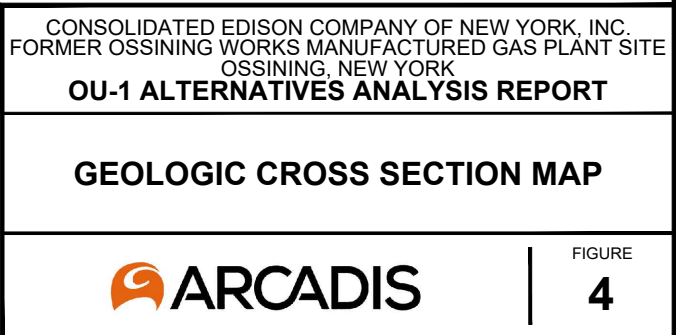 CONSOLIDATED EDISON COMPANY OF NEW YORK, INC.
FORMER OSSINING WORKS MANUFACTURED GAS PLANT SITE
OSSINING, NEW YORK
OU-1 ALTERNATIVES ANALYSIS REPORT
GEOLOGIC CROSS SECTION MAP
ARCADIS
FIGURE
4